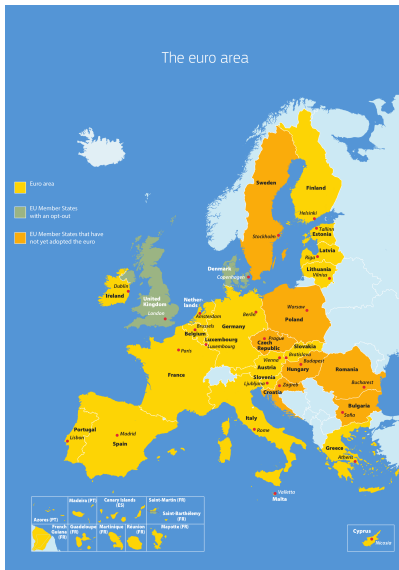 The euro area
Euro area
EU Member States
with an opt-out
EU Member States that have
not yet adopted the euro
Sweden
Finland
Helsinki
Stockholm
Tallinn
Estonia
Latvia
Riga
Lithuania
Vilnius
Denmark
Copenhagen
Dublin
Ireland
United
Kingdom
London
Nether-
lands
Amsterdam
Berlin
Warsaw
Poland
Brussels
Belgium
Germany
Luxembourg
Luxembourg
Prague
Czech
Republic
Paris
Slovakia
Bratislava
Vienna
Austria
Budapest
Hungary
Romania
France
Slovenia
Ljubljana
Zagreb
Croatia
Bucharest
Bulgaria
Sofia
Italy
Rome
Portugal
Lisbon
Madrid
Spain
Greece
Athens
Valletta
Malta
Azores (PT)
Madeira (PT)
Canary Islands
(ES)
Saint-Martin (FR)
Saint-Barthélemy
(FR)
French
Guiana
(FR)
Guadeloupe
(FR)
Martinique
(FR)
Réunion
(FR)
Mayotte (FR)
Cyprus
Nicosia